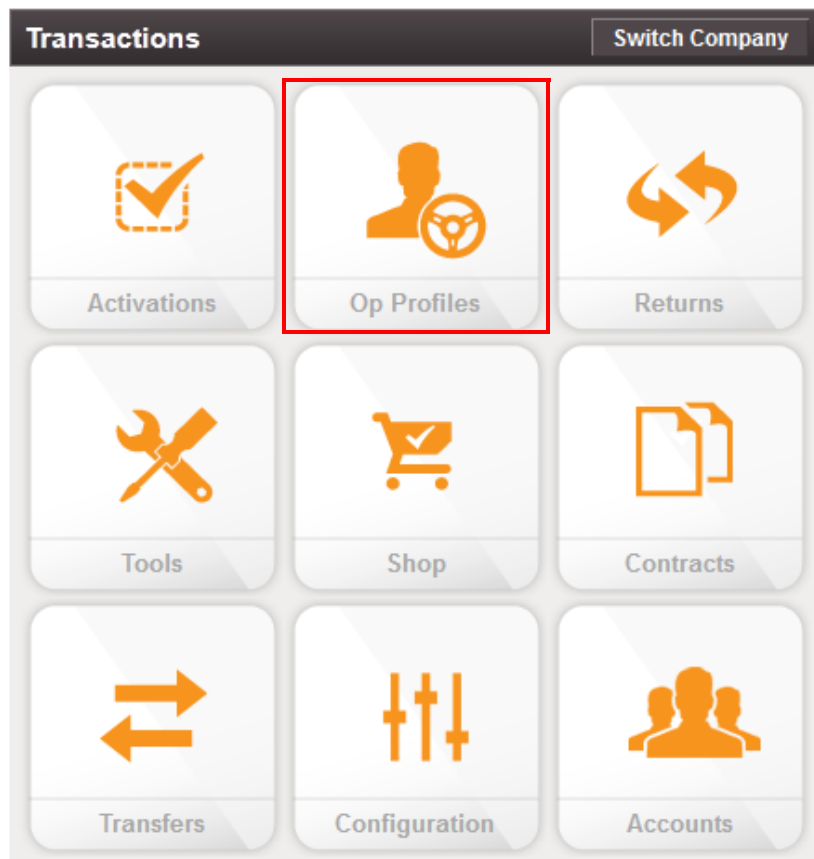 Transactions Switch Company
Activations Op Profiles Returns
Tools Shop Contracts
Transfers Configuration Accounts